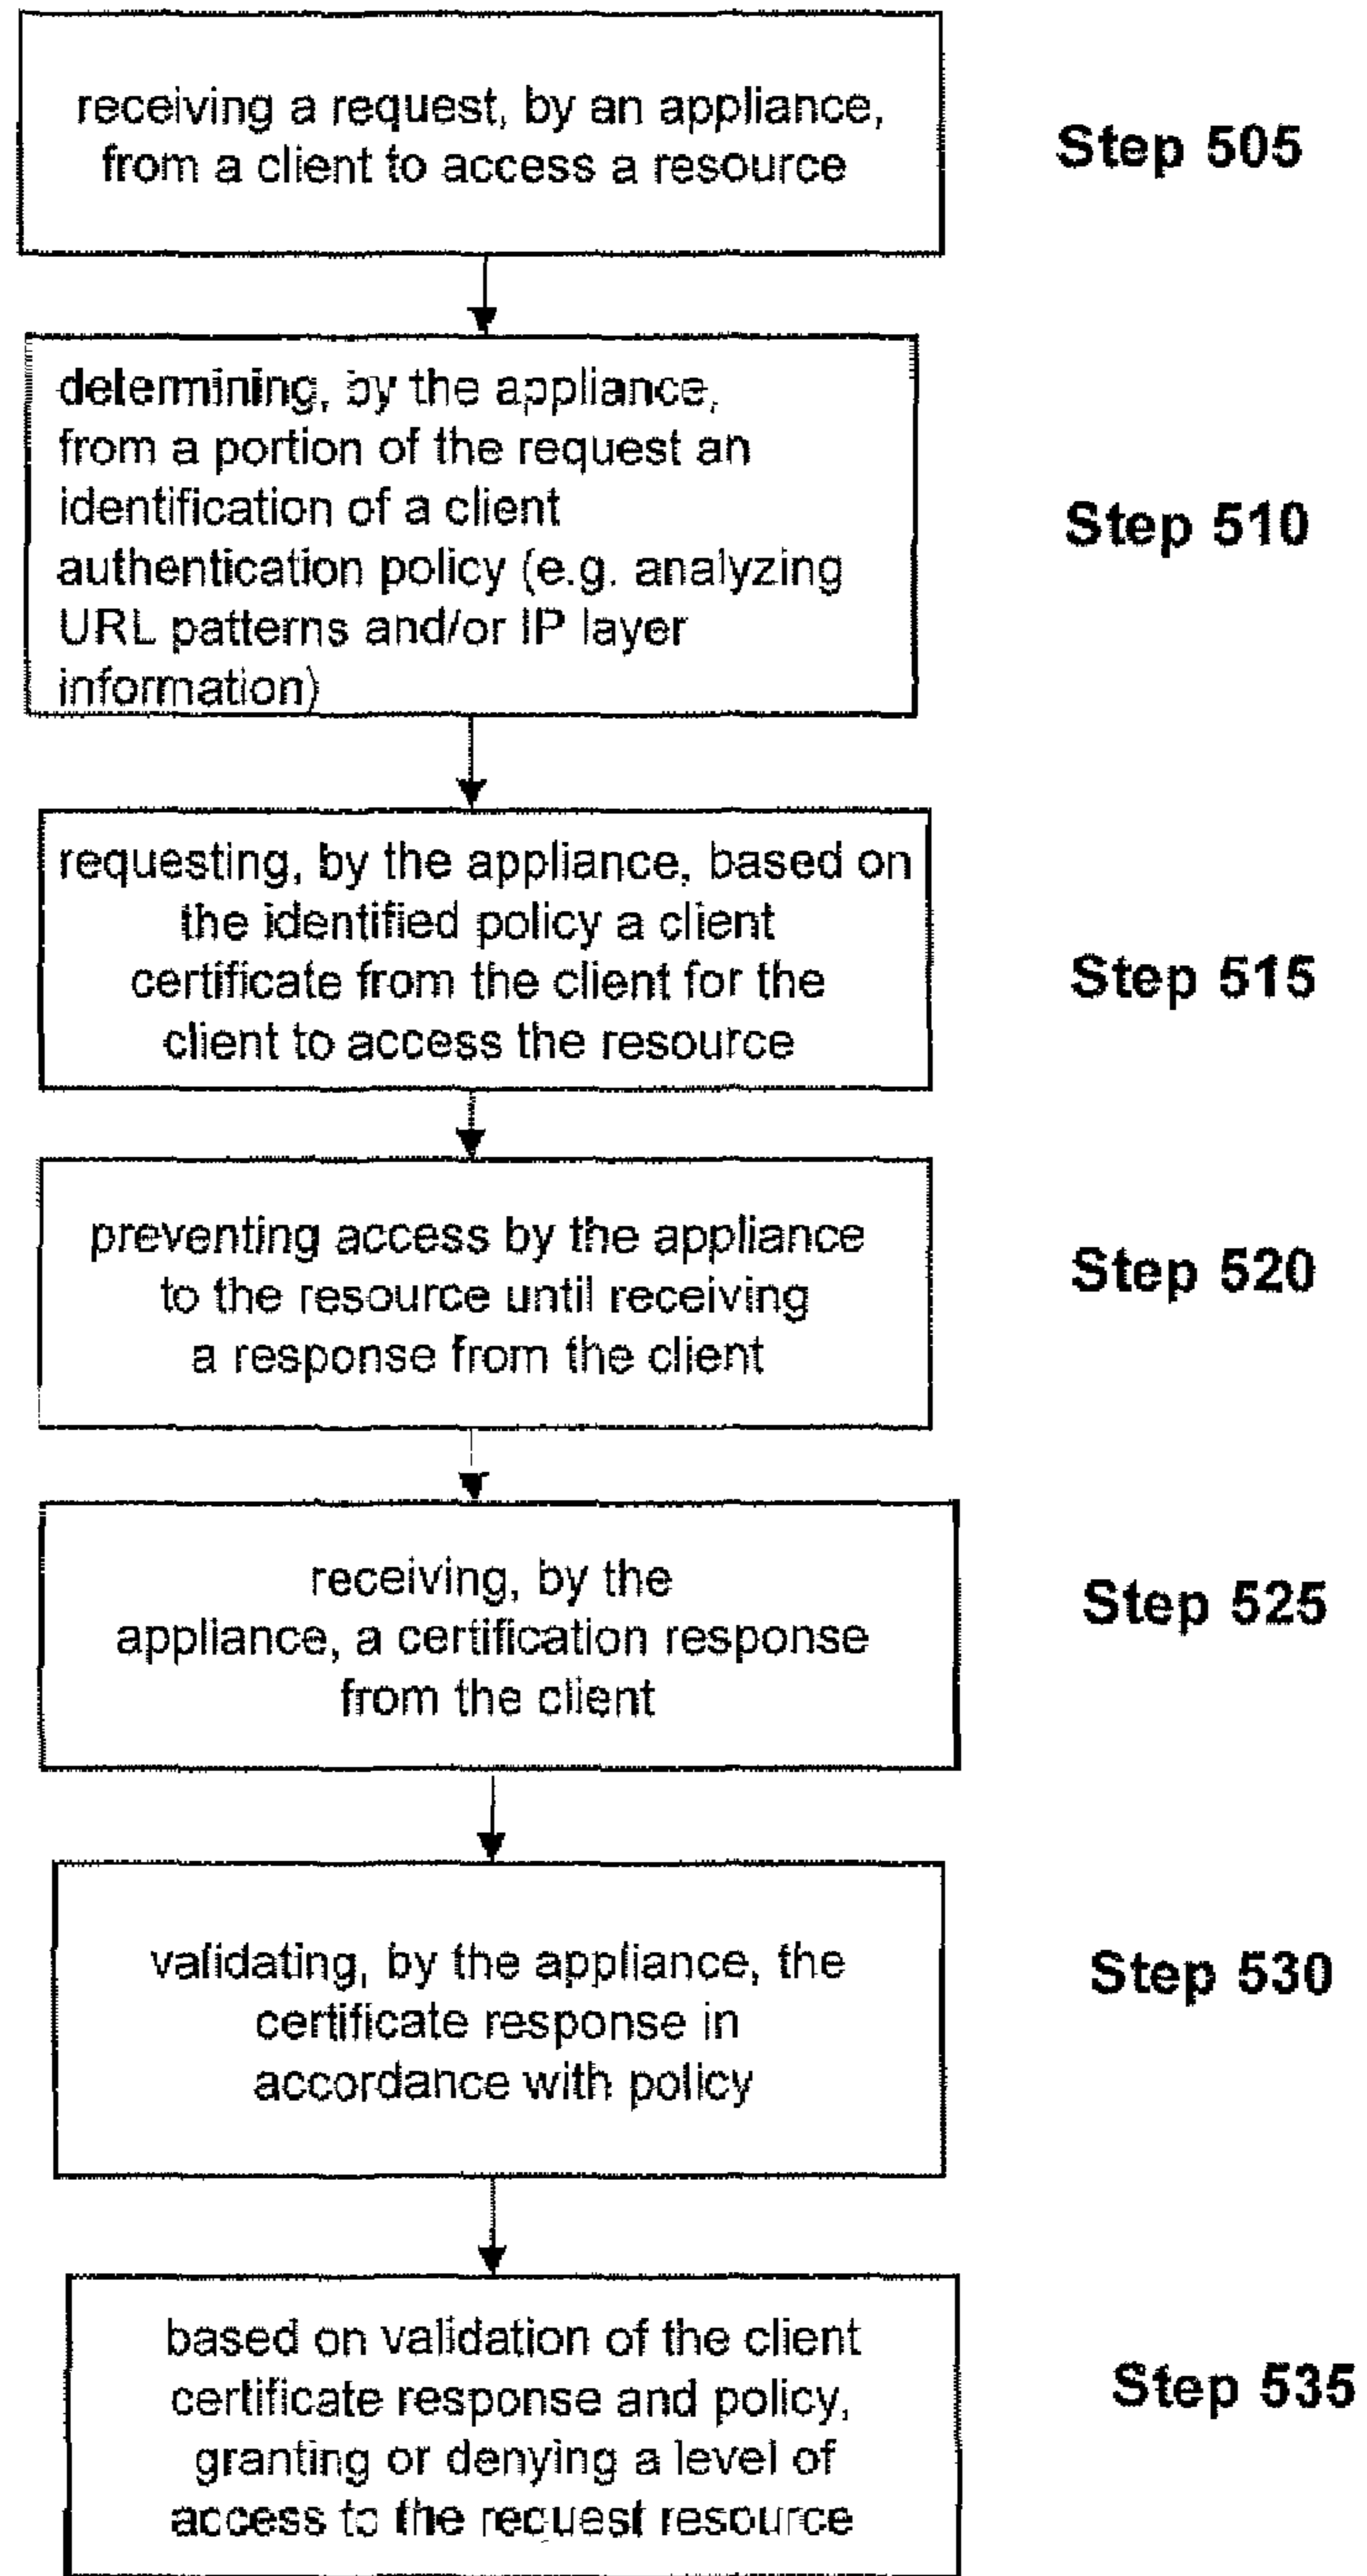 receiving a request, by an appliance,
from a client to access a resource
Step 505
determining, by the appliance,
from a portion of the request an
identification of a client
authentication policy (e.g. analyzing
URL patterns and/or IP layer
information)
Step 510
requesting, by the appliance, based on
the identified policy a client
certificate from the client for the
client to access the resource
Step 515
preventing access by the appliance
to the resource until receiving
a response from the client
Step 520
receiving, by the
appliance, a certification response
from the client
Step 525
validating, by the appliance, the
certificate response in
accordance with policy
Step 530
based on validation of the client
certificate response and policy,
granting or denying a level of
access to the request resource
Step 535